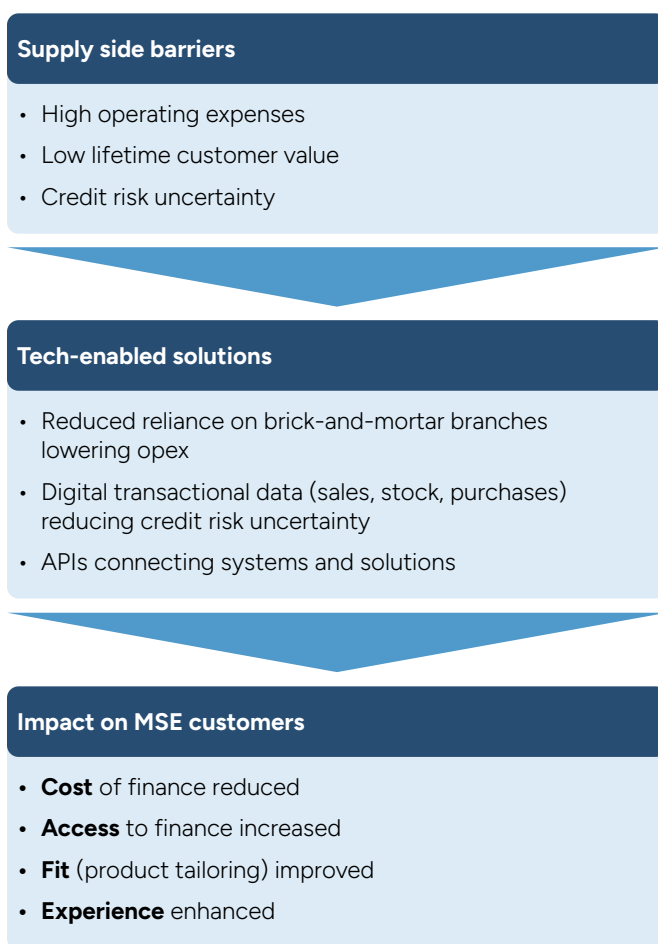 Supply side barriers
• High operating expenses
• Low lifetime customer value
• Credit risk uncertainty
Tech-enabled solutions
• Reduced reliance on brick-and-mortar branches
lowering opex
• Digital transactional data (sales, stock, purchases)
reducing credit risk uncertainty
• APIs connecting systems and solutions
Impact on MSE customers
• Cost of finance reduced
• Access to finance increased
• Fit (product tailoring) improved
• Experience enhanced